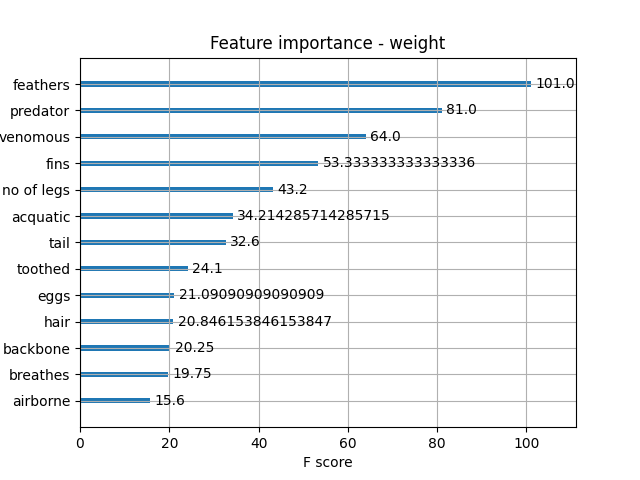 Feature importance - weight
feathers 101.0
predator 81.0
venomous 64.0
fins 53.333333333333336
no of legs 43.2
acquatic 34.214285714285715
tail 32.6
toothed 24.1
eggs 21.09090909090909
hair 20.846153846153847
backbone 20.25
breathes 19.75
airborne 15.6
0 20 40 60 80 100
F score